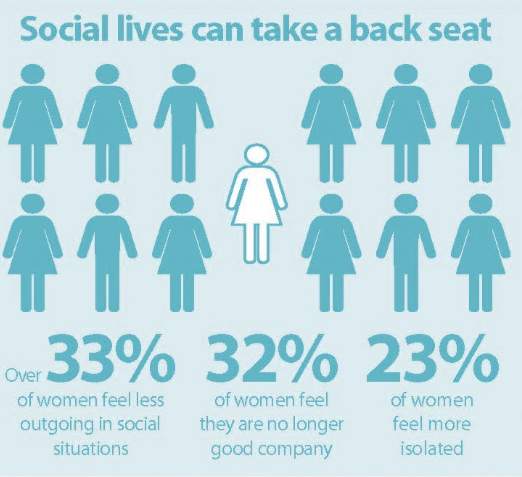 Social lives can take a back seat
Over 33%
of women feel less
outgoing in social
situations
32%
of women feel
they are no longer
good company
23%
of women
feel more
isolated